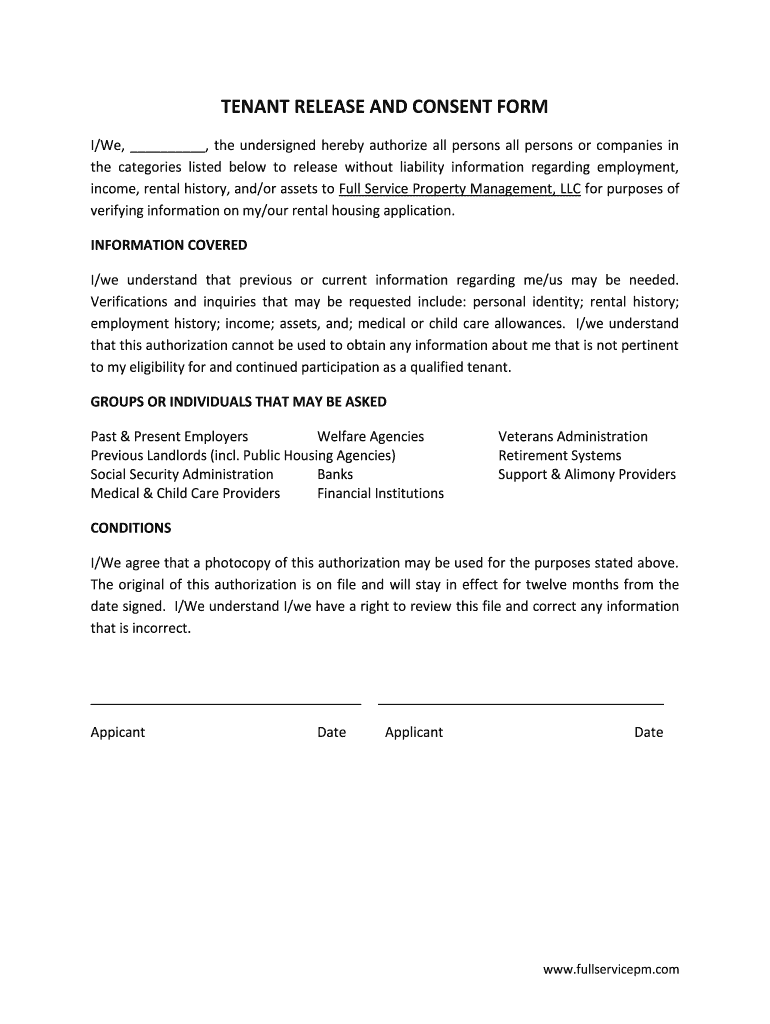 TENANT RELEASE AND CONSENT FORM
I/We, __________, the undersigned hereby authorize all persons all persons or companies in
the categories listed below to release without liability information regarding employment,
income, rental history, and/or assets to Full Service Property Management, LLC for purposes of
verifying information on my/our rental housing application.
INFORMATION COVERED
I/we understand that previous or current information regarding me/us may be needed.
Verifications and inquiries that may be requested include: personal identity; rental history;
employment history; income; assets, and; medical or child care allowances. I/we understand
that this authorization cannot be used to obtain any information about me that is not pertinent
to my eligibility for and continued participation as a qualified tenant.
GROUPS OR INDIVIDUALS THAT MAY BE ASKED
Past & Present Employers Welfare Agencies Veterans Administration
Previous Landlords (incl. Public Housing Agencies) Retirement Systems
Social Security Administration Banks Support & Alimony Providers
Medical & Child Care Providers Financial Institutions
CONDITIONS
I/We agree that a photocopy of this authorization may be used for the purposes stated above.
The original of this authorization is on file and will stay in effect for twelve months from the
date signed. I/We understand I/we have a right to review this file and correct any information
that is incorrect.
Appicant Date Applicant Date
www.fullservicepm.com